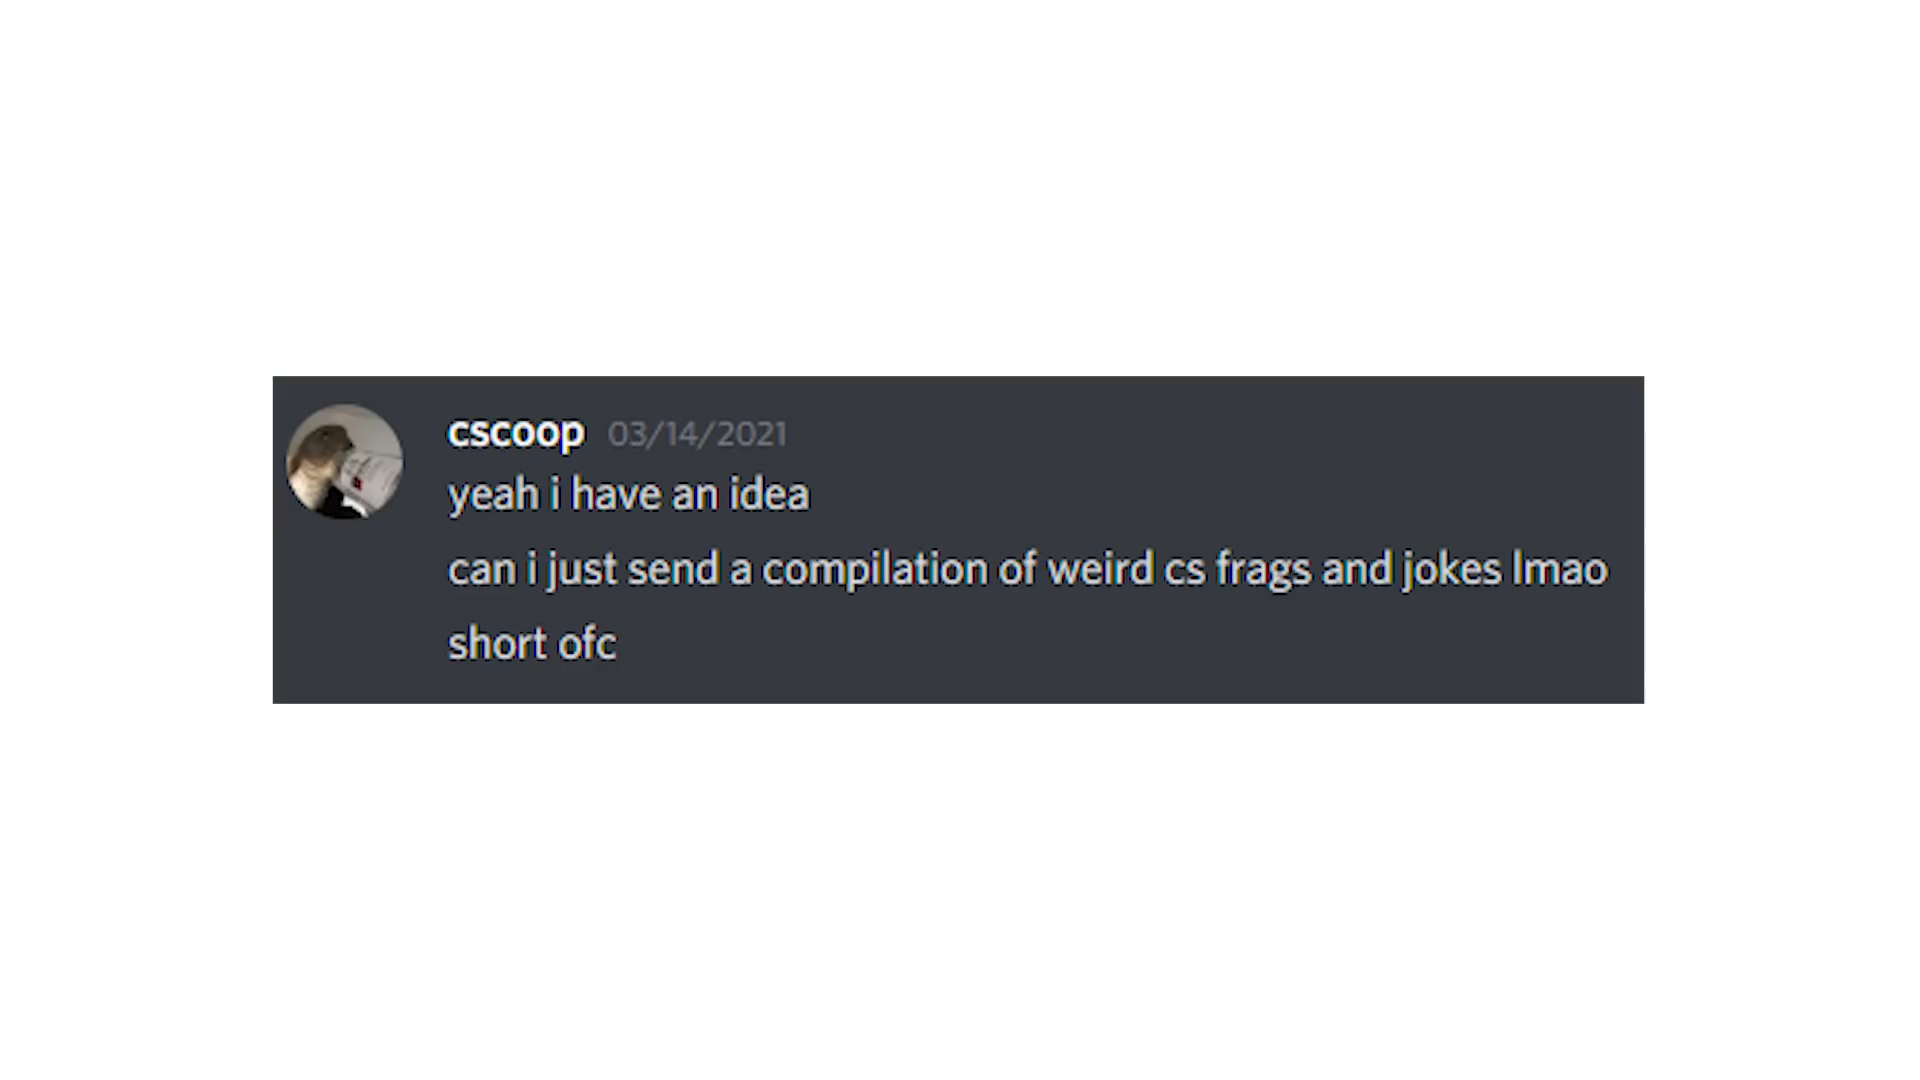 cscoop 03/14/2021
yeah i have an idea
can i just send a compilation of weird cs frags and jokes lmao
short ofc